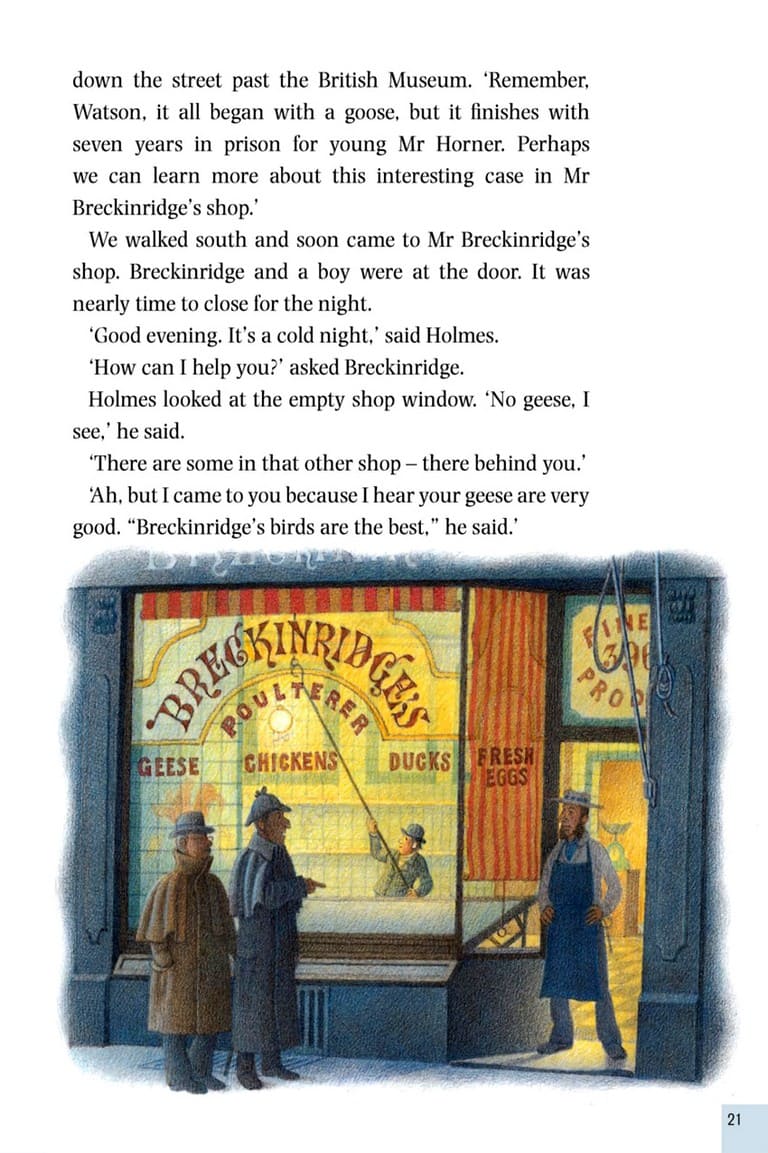 down the street past the British Museum. ‘Remember,
Watson, it all began with a goose, but it finishes with
seven years in prison for young Mr Horner. Perhaps
we can learn more about this interesting case in Mr
Breckinridge’s shop.’
We walked south and soon came to Mr Breckinridge’s
shop. Breckinridge and a boy were at the door. It was
nearly time to close for the night.
‘Good evening. It’s a cold night,’ said Holmes.
‘How can I help you?’ asked Breckinridge.
Holmes looked at the empty shop window. ‘No geese, I
see,’ he said.
‘There are some in that other shop – there behind you.’
‘Ah, but I came to you because I hear your geese are very
good. “Breckinridge’s birds are the best,” he said.’
BRECKINRIDGE’S
POULTERER
GEESE CHICKENS DUCKS
FRESH
EGGS
FINE
396
PROD
21